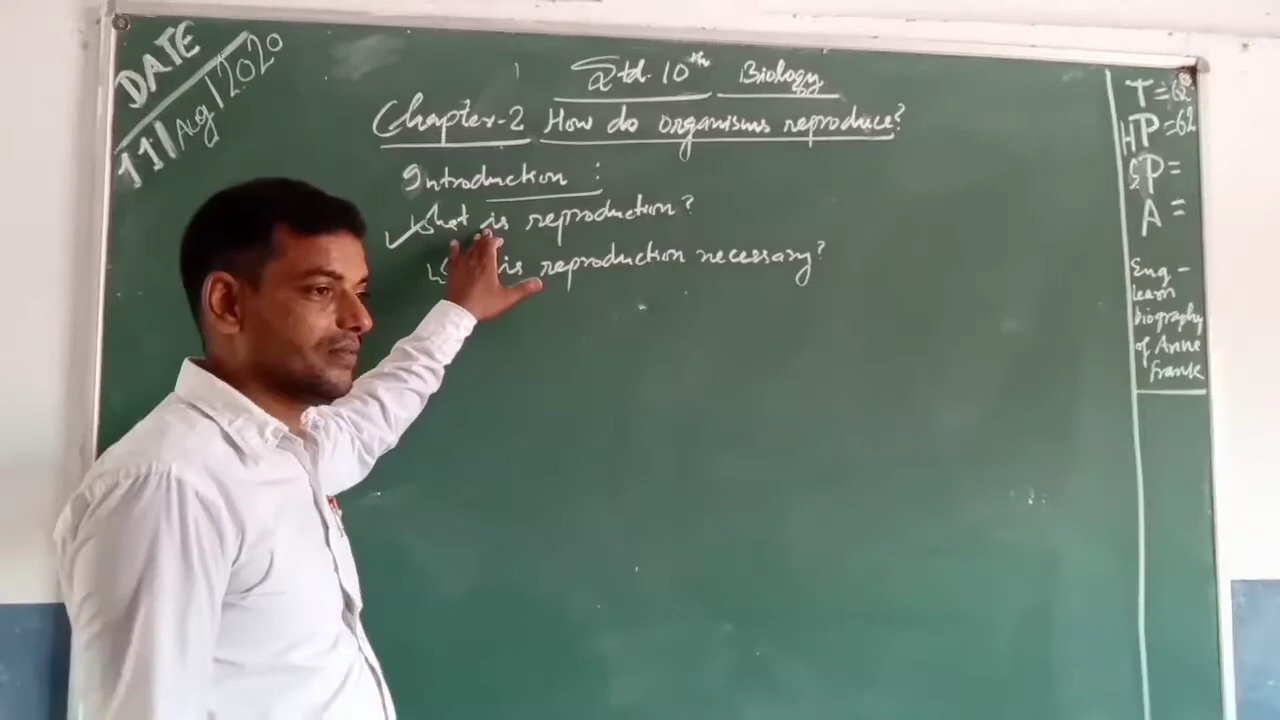 DATE
11/Aug/2020
Std. 10th Biology
Chapter-2 How do organisms reproduce?
Introduction :
What is reproduction?
is reproduction necessary?
T=
P=62
P=
A =
Eng -
learn
biography
of Anne
Frank